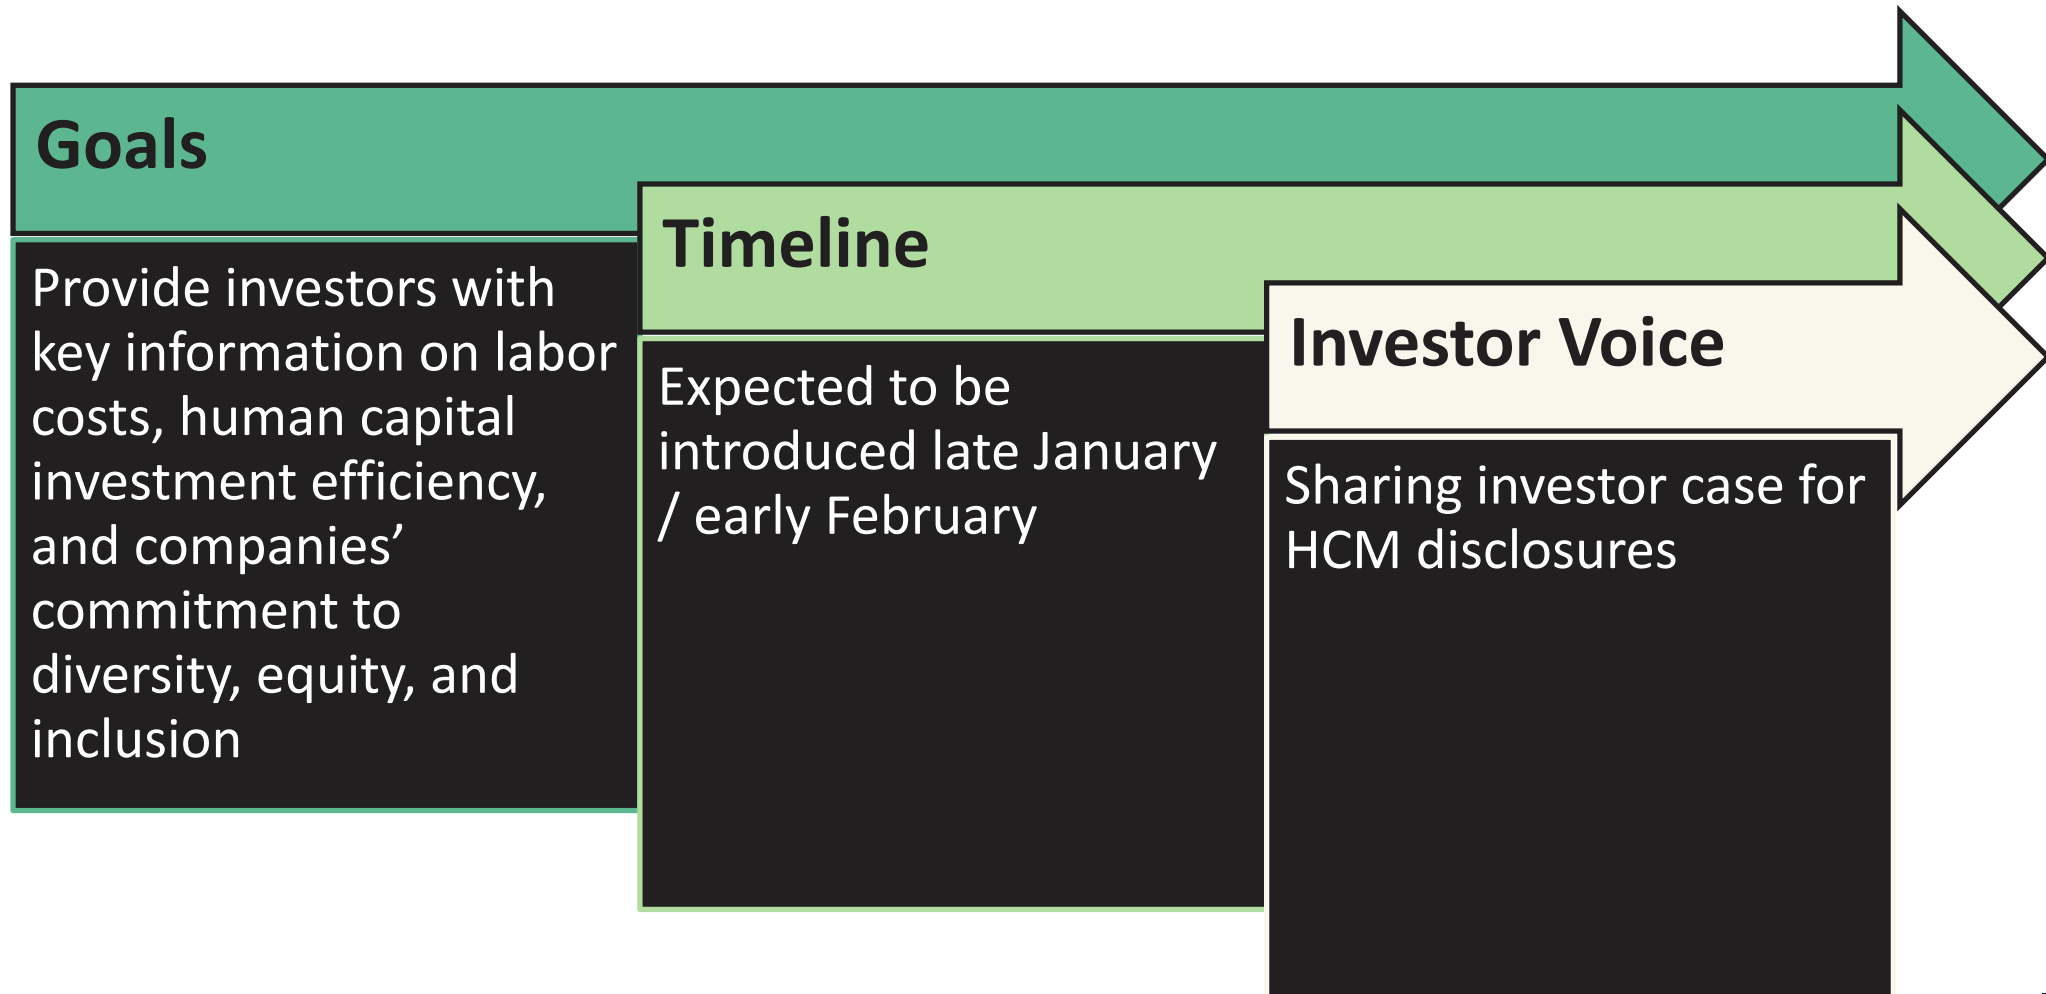 Goals
Provide investors with
key information on labor
costs, human capital
investment efficiency,
and companies’
commitment to
diversity, equity, and
inclusion
Timeline
Expected to be
introduced late January
/ early February
Investor Voice
Sharing investor case for
HCM disclosures